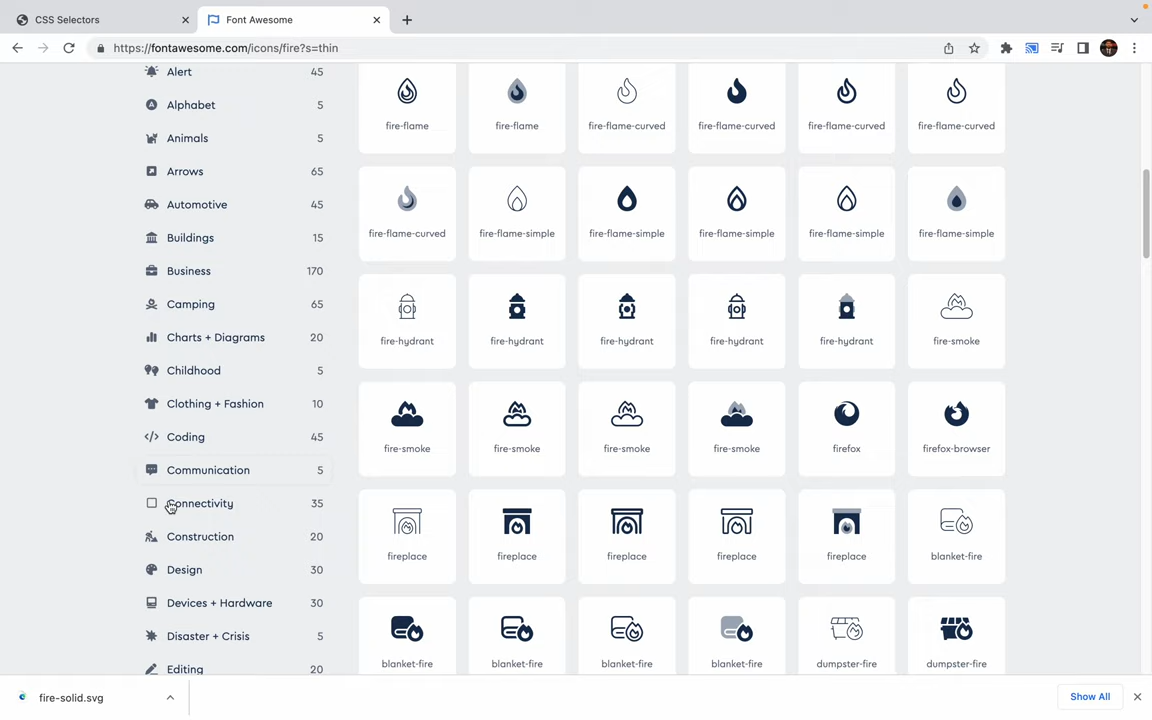 CSS Selectors
Font Awesome
https://fontawesome.com/icons/fire?s=thin
Alert 45
Alphabet 5
Animals 5
Arrows 65
Automotive 45
Buildings 15
Business 170
Camping 65
Charts + Diagrams 20
Childhood 5
Clothing + Fashion 10
Coding 45
Communication 5
Connectivity 35
Construction 20
Design 30
Devices + Hardware 30
Disaster + Crisis 5
Editing 20
fire-flame fire-flame fire-flame-curved fire-flame-curved fire-flame-curved fire-flame-curved
fire-flame-curved fire-flame-simple fire-flame-simple fire-flame-simple fire-flame-simple fire-flame-simple
fire-hydrant fire-hydrant fire-hydrant fire-hydrant fire-hydrant fire-smoke
fire-smoke fire-smoke fire-smoke fire-smoke firefox firefox-browser
fireplace fireplace fireplace fireplace fireplace blanket-fire
blanket-fire blanket-fire blanket-fire blanket-fire dumpster-fire dumpster-fire
fire-solid.svg
Show All